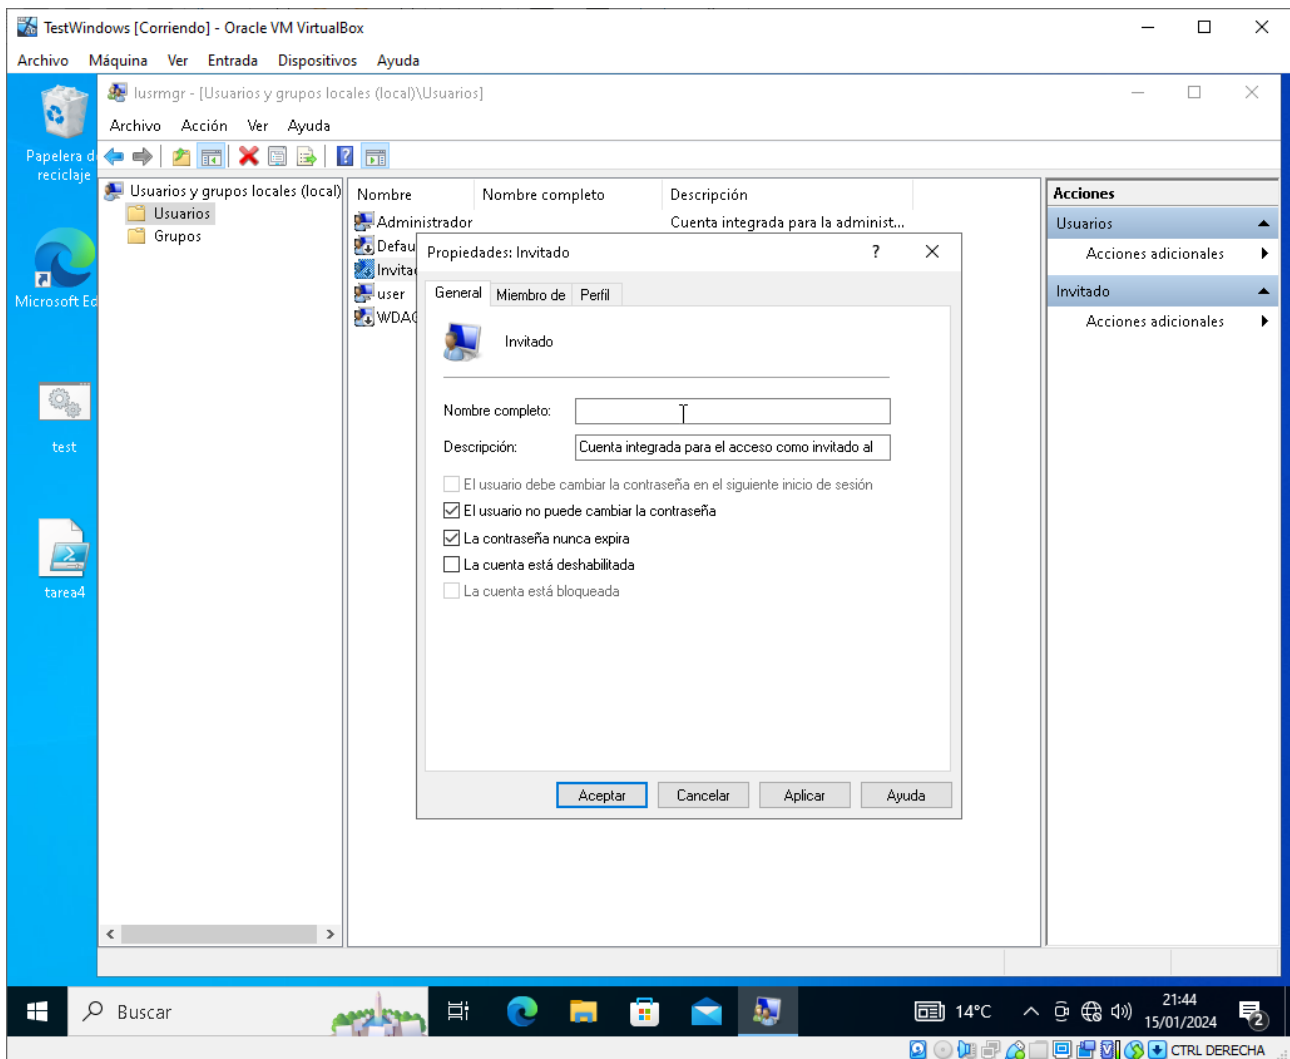 TestWindows [Corriendo] - Oracle VM VirtualBox
Archivo Máquina Ver Entrada Dispositivos Ayuda
lusrmgr - [Usuarios y grupos locales (local)\Usuarios]
Archivo Acción Ver Ayuda
Papelera d
reciclaje
Microsoft Ed
test
tarea4
Usuarios y grupos locales (local)
Usuarios
Grupos
Nombre Nombre completo Descripción
Administrador Cuenta integrada para la administ...
Defau
Invita
user
WDAG
Propiedades: Invitado ?
General Miembro de Perfil
Invitado
Nombre completo:
Descripción: Cuenta integrada para el acceso como invitado al
El usuario debe cambiar la contraseña en el siguiente inicio de sesión
El usuario no puede cambiar la contraseña
La contraseña nunca expira
La cuenta está deshabilitada
La cuenta está bloqueada
Aceptar Cancelar Aplicar Ayuda
Acciones
Usuarios
Acciones adicionales
Invitado
Acciones adicionales
Buscar
14°C
21:44
15/01/2024
2
CTRL DERECHA